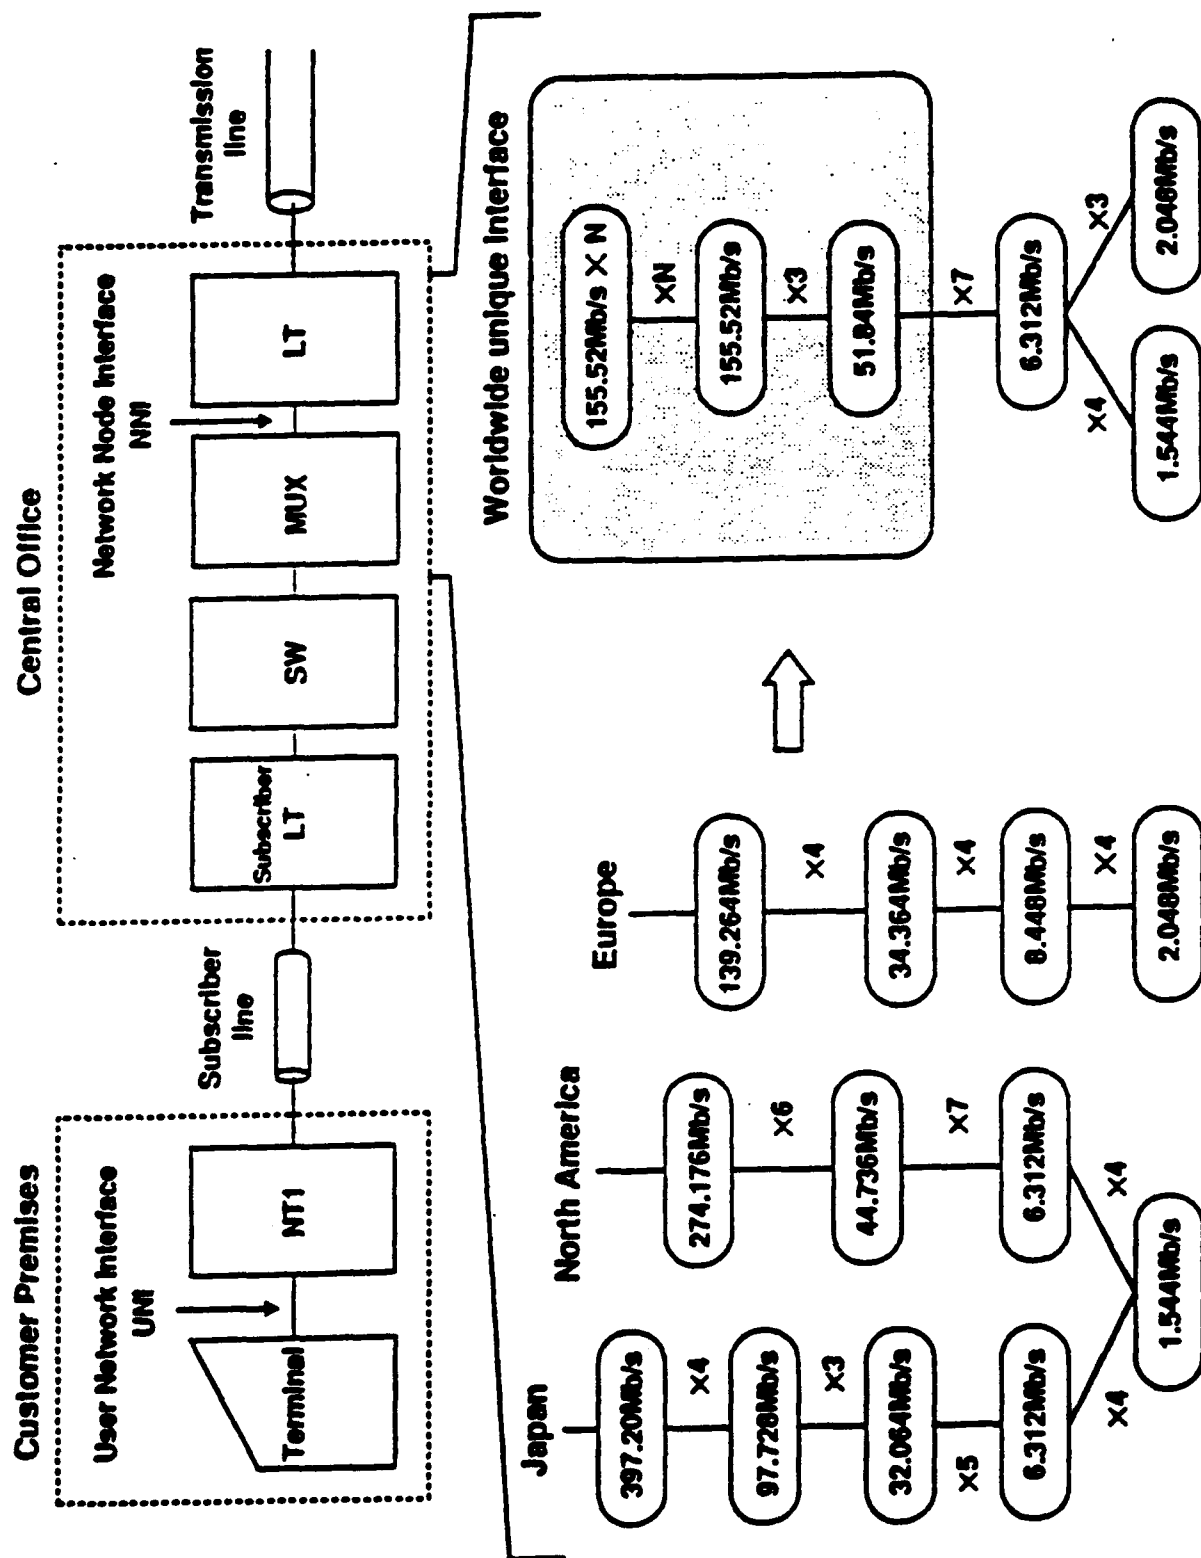 Customer Premises
User Network Interface
UNI
Terminal
NT1
Subscriber
line
Central Office
Network Node Interface
NNI
Subscriber
LT
SW
MUX
LT
Transmission
line
Japan
397.20Mb/s
×4
97.728Mb/s
×3
32.064Mb/s
×5
6.312Mb/s
×4
North America
274.176Mb/s
×6
44.736Mb/s
×7
6.312Mb/s
×4
1.544Mb/s
Europe
139.264Mb/s
×4
34.364Mb/s
×4
8.448Mb/s
×4
2.048Mb/s
Worldwide unique Interface
155.52Mb/s × N
×N
155.52Mb/s
×3
51.84Mb/s
×7
6.312Mb/s
×4
×3
1.544Mb/s
2.048Mb/s